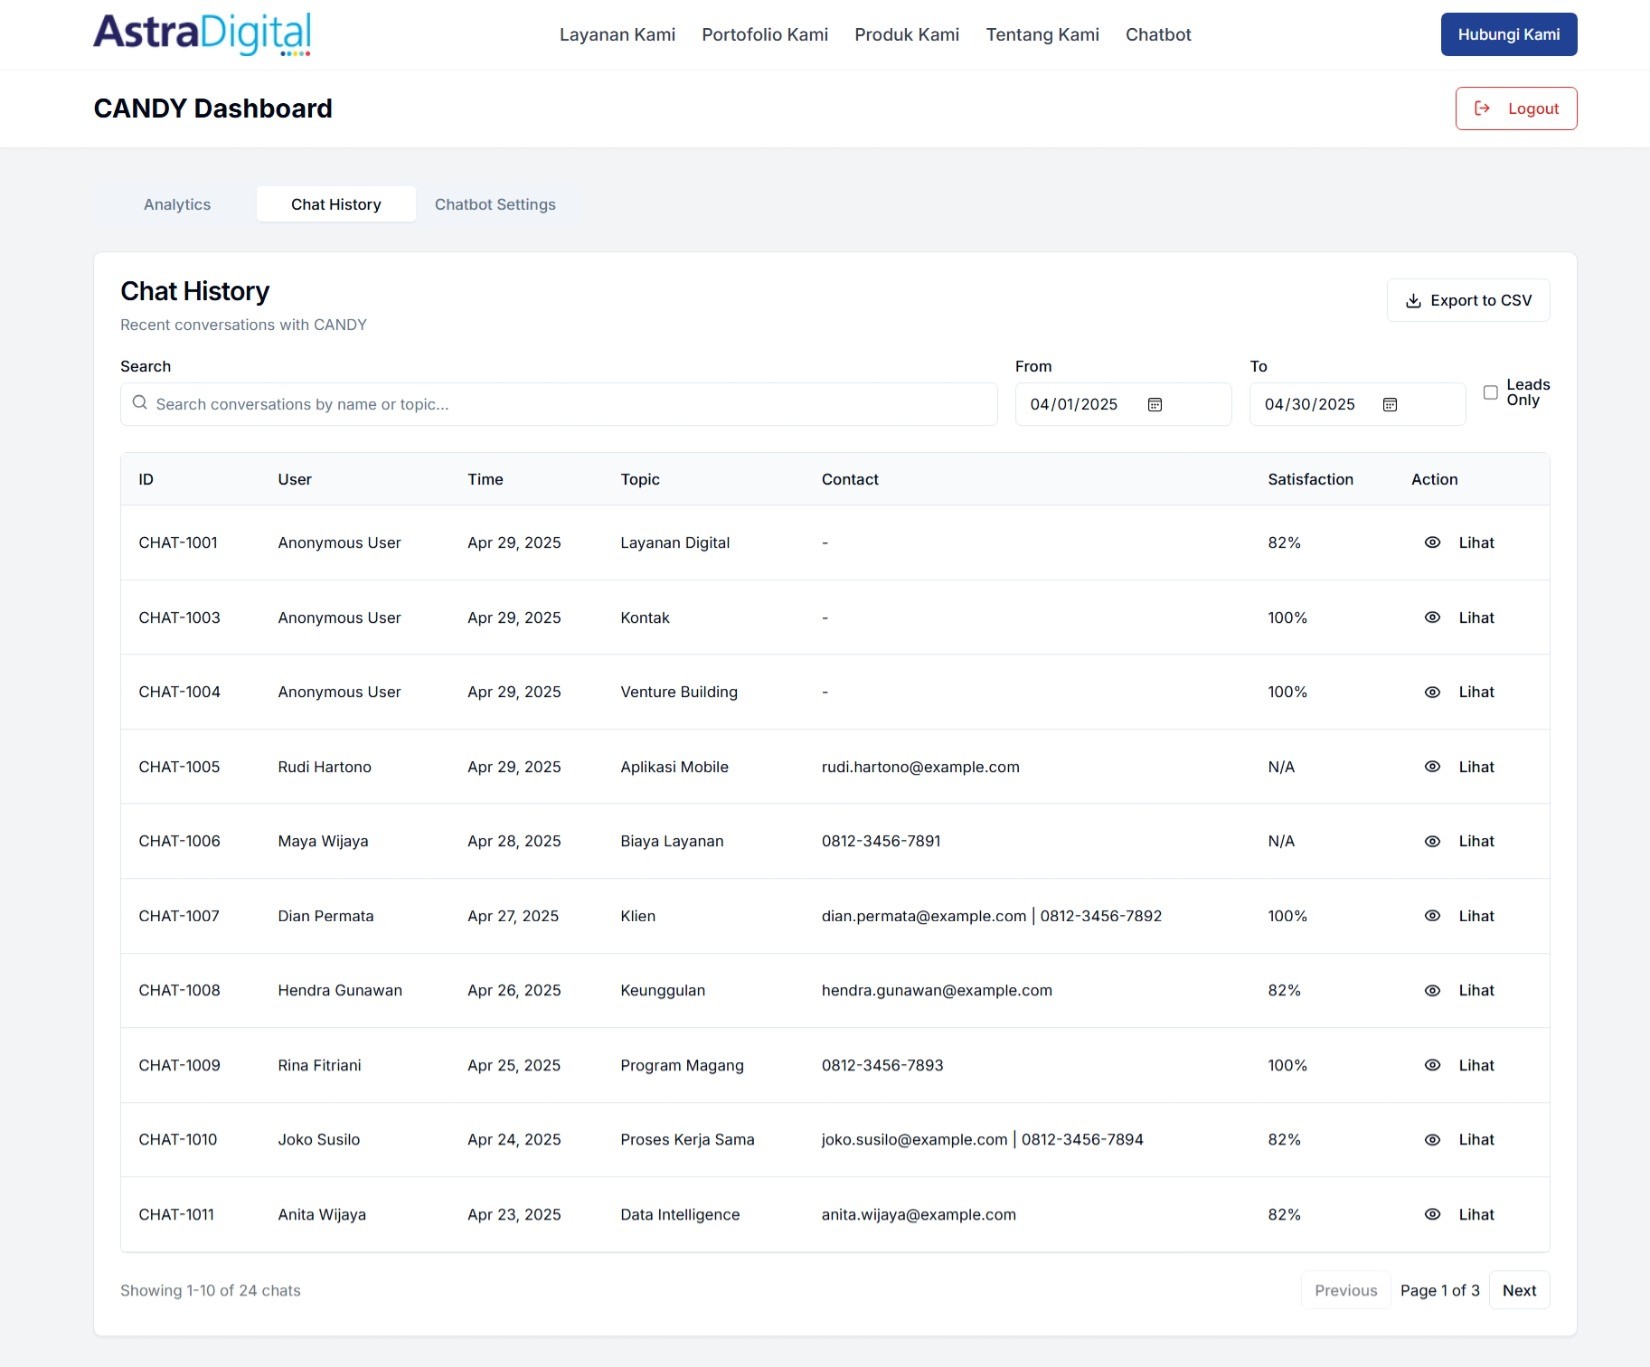 AstraDigital
Layanan Kami Portofolio Kami Produk Kami Tentang Kami Chatbot
Hubungi Kami
CANDY Dashboard
Logout
Analytics Chat History Chatbot Settings
Chat History
Recent conversations with CANDY
Export to CSV
Search From To
Search conversations by name or topic... 04/01/2025 04/30/2025
Leads
Only
ID User Time Topic Contact Satisfaction Action
CHAT-1001 Anonymous User Apr 29, 2025 Layanan Digital - 82% Lihat
CHAT-1003 Anonymous User Apr 29, 2025 Kontak - 100% Lihat
CHAT-1004 Anonymous User Apr 29, 2025 Venture Building - 100% Lihat
CHAT-1005 Rudi Hartono Apr 29, 2025 Aplikasi Mobile rudi.hartono@example.com N/A Lihat
CHAT-1006 Maya Wijaya Apr 28, 2025 Biaya Layanan 0812-3456-7891 N/A Lihat
CHAT-1007 Dian Permata Apr 27, 2025 Klien dian.permata@example.com | 0812-3456-7892 100% Lihat
CHAT-1008 Hendra Gunawan Apr 26, 2025 Keunggulan hendra.gunawan@example.com 82% Lihat
CHAT-1009 Rina Fitriani Apr 25, 2025 Program Magang 0812-3456-7893 100% Lihat
CHAT-1010 Joko Susilo Apr 24, 2025 Proses Kerja Sama joko.susilo@example.com | 0812-3456-7894 82% Lihat
CHAT-1011 Anita Wijaya Apr 23, 2025 Data Intelligence anita.wijaya@example.com 82% Lihat
Showing 1-10 of 24 chats
Previous Page 1 of 3 Next